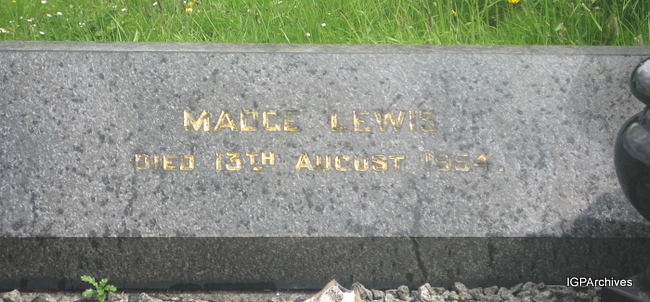 MADGE LEWIS
DIED 13TH AUGUST 1954.
IGPArchives